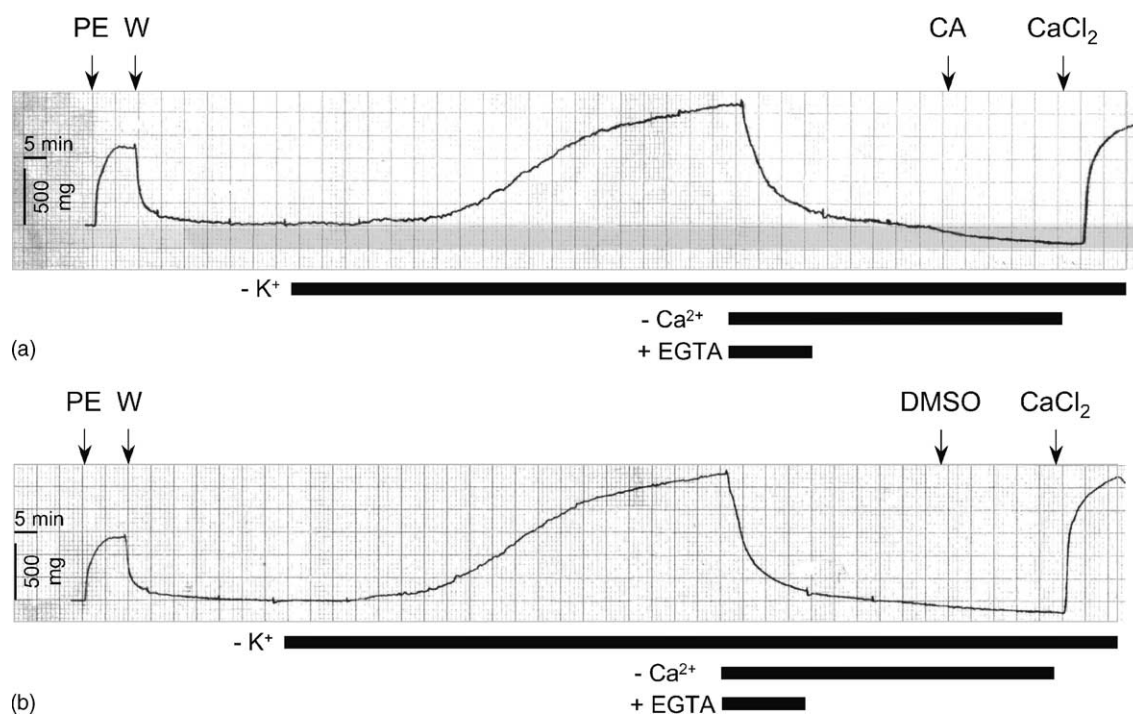 PE W CA CaCl₂
5 min
500
mg
- K⁺
- Ca²⁺
(a)
+ EGTA
PE W DMSO CaCl₂
5 min
500
mg
- K⁺
- Ca²⁺
(b)
+ EGTA